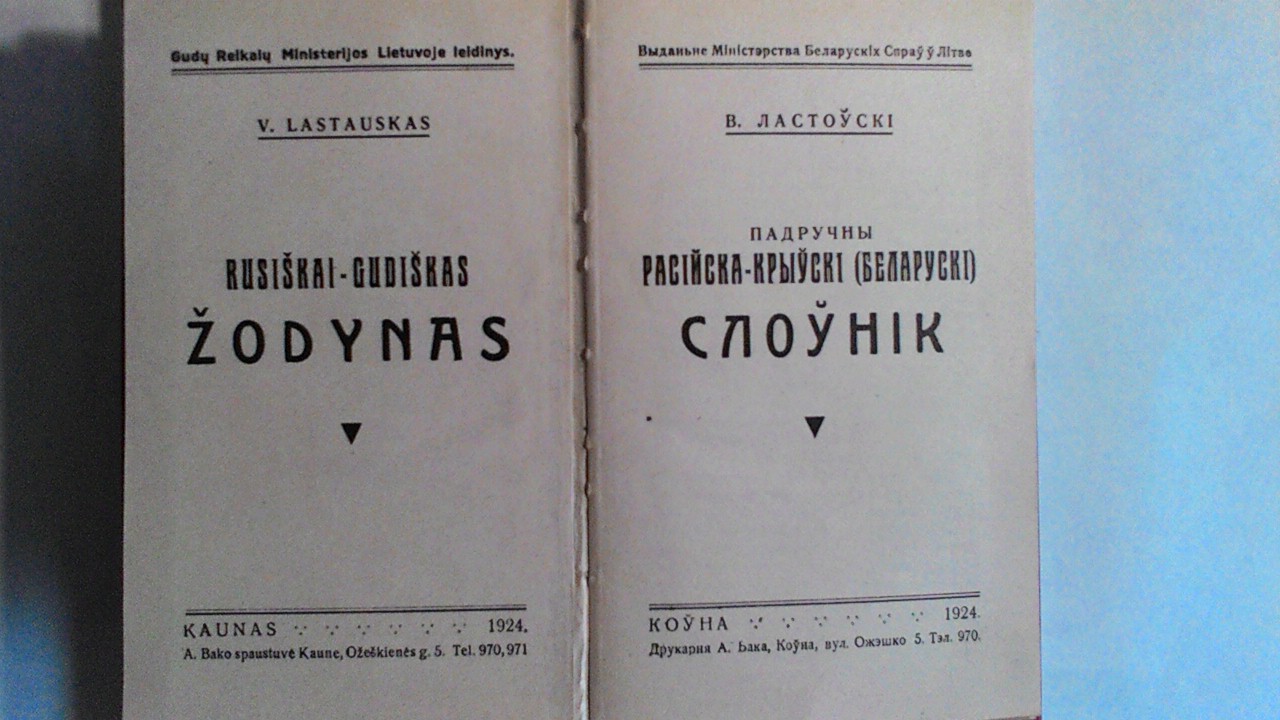 Gudų Reikalų Ministerijos Lietuvoje leidinys.
V. LASTAUSKAS
RUSIŠKAI-GUDIŠKAS
ŽODYNAS
KAUNAS 1924.
A. Bako spaustuvė Kaune, Ožeškienės g. 5. Tel. 970,971
Выданьне Міністэрства Беларускіх Спраў ў Літве
В. ЛАСТОЎСКІ
ПАДРУЧНЫ
РАСІЙСКА-КРЫЎСКІ (БЕЛАРУСКІ)
СЛОЎНІК
КОЎНА 1924.
Друкарня А. Бака, Коўна, вул. Ожэшко 5. Тэл. 970.